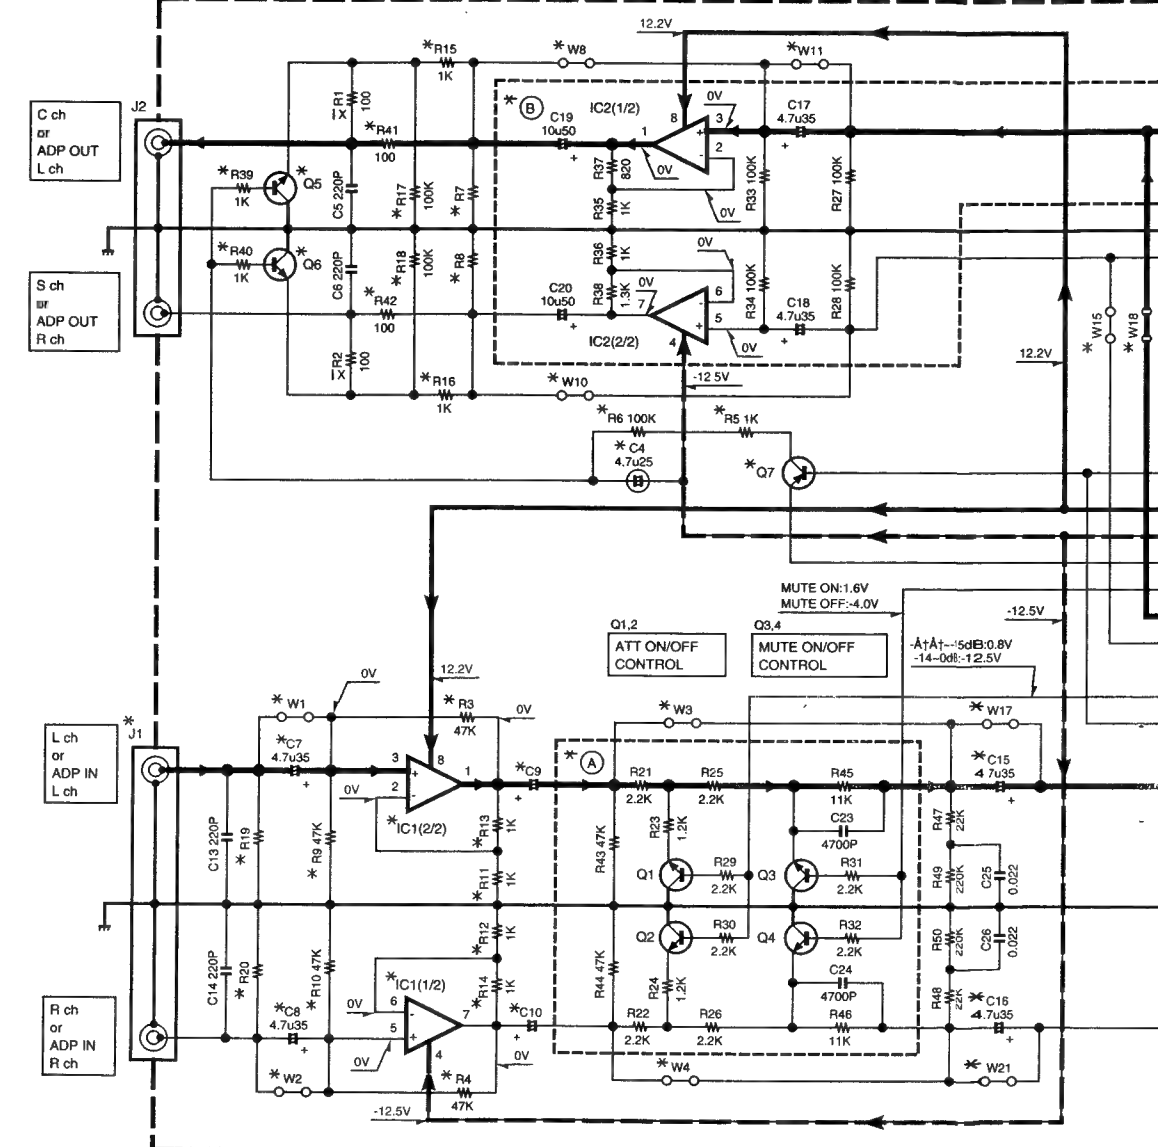 12.2V
*R15
1K
*W8
*W11
J2
C ch
or
ADP OUT
L ch
IX R1
100
*R41
100
* B
C19
10u50
+
IC2(1/2)
8
0V
3
+
2
-
1
0V
C17
4.7u35
+
R37
820
R35
1K
0V
*R39
1K
* Q5
C5 220P
*R17
100K
*R7
R33 100K
R27 100K
*R40
1K
* Q6
C6 220P
*R18
100K
*R8
R36
1K
R38
1.3K
0V
0V
6
-
5
+
7
4
0V
R34 100K
R28 100K
S ch
or
ADP OUT
R ch
*R42
100
C20
10u50
+
IC2(2/2)
C18
4.7u35
+
* W15
* W18
IX R2
100
12.2V
*R16
1K
*W10
-12 5V
*R6 100K
*R5 1K
* C4
4.7u25
*Q7
MUTE ON:1.6V
MUTE OFF:-4.0V
-12.5V
Q1,2
ATT ON/OFF
CONTROL
Q3,4
MUTE ON/OFF
CONTROL
-ņņ--15dB:0.8V
-14~0dB:-12.5V
0V
12.2V
*W1
*R3
47K
0V
*W3
*W17
*
J1
L ch
or
ADP IN
L ch
*C7
4.7u35
+
3
+
2
-
8
1
0V
*IC1(2/2)
*C9
+
* A
R21
2.2K
R25
2.2K
R45
11K
*C15
4 7u35
+
C13 220P
*R19
*R9 47K
*R13
1K
*R11
1K
R43 47K
R23
1.2K
C23
4700P
R47
22K
Q1
R29
2.2K
Q3
R31
2.2K
R49
220K
C25
0.022
*R12
1K
Q2
R30
2.2K
Q4
R32
2.2K
R50
220K
C26
0.022
C14 220P
*R20
*R10 47K
*IC1(1/2)
*R14
1K
R44 47K
R24
1.2K
C24
4700P
R48
22K
R ch
or
ADP IN
R ch
*C8
4.7u35
+
0V
6
-
5
+
7
4
0V
*C10
+
R22
2.2K
R26
2.2K
R46
11K
*C16
4.7u35
+
0V
*W2
*R4
47K
*W4
*W21
-12.5V